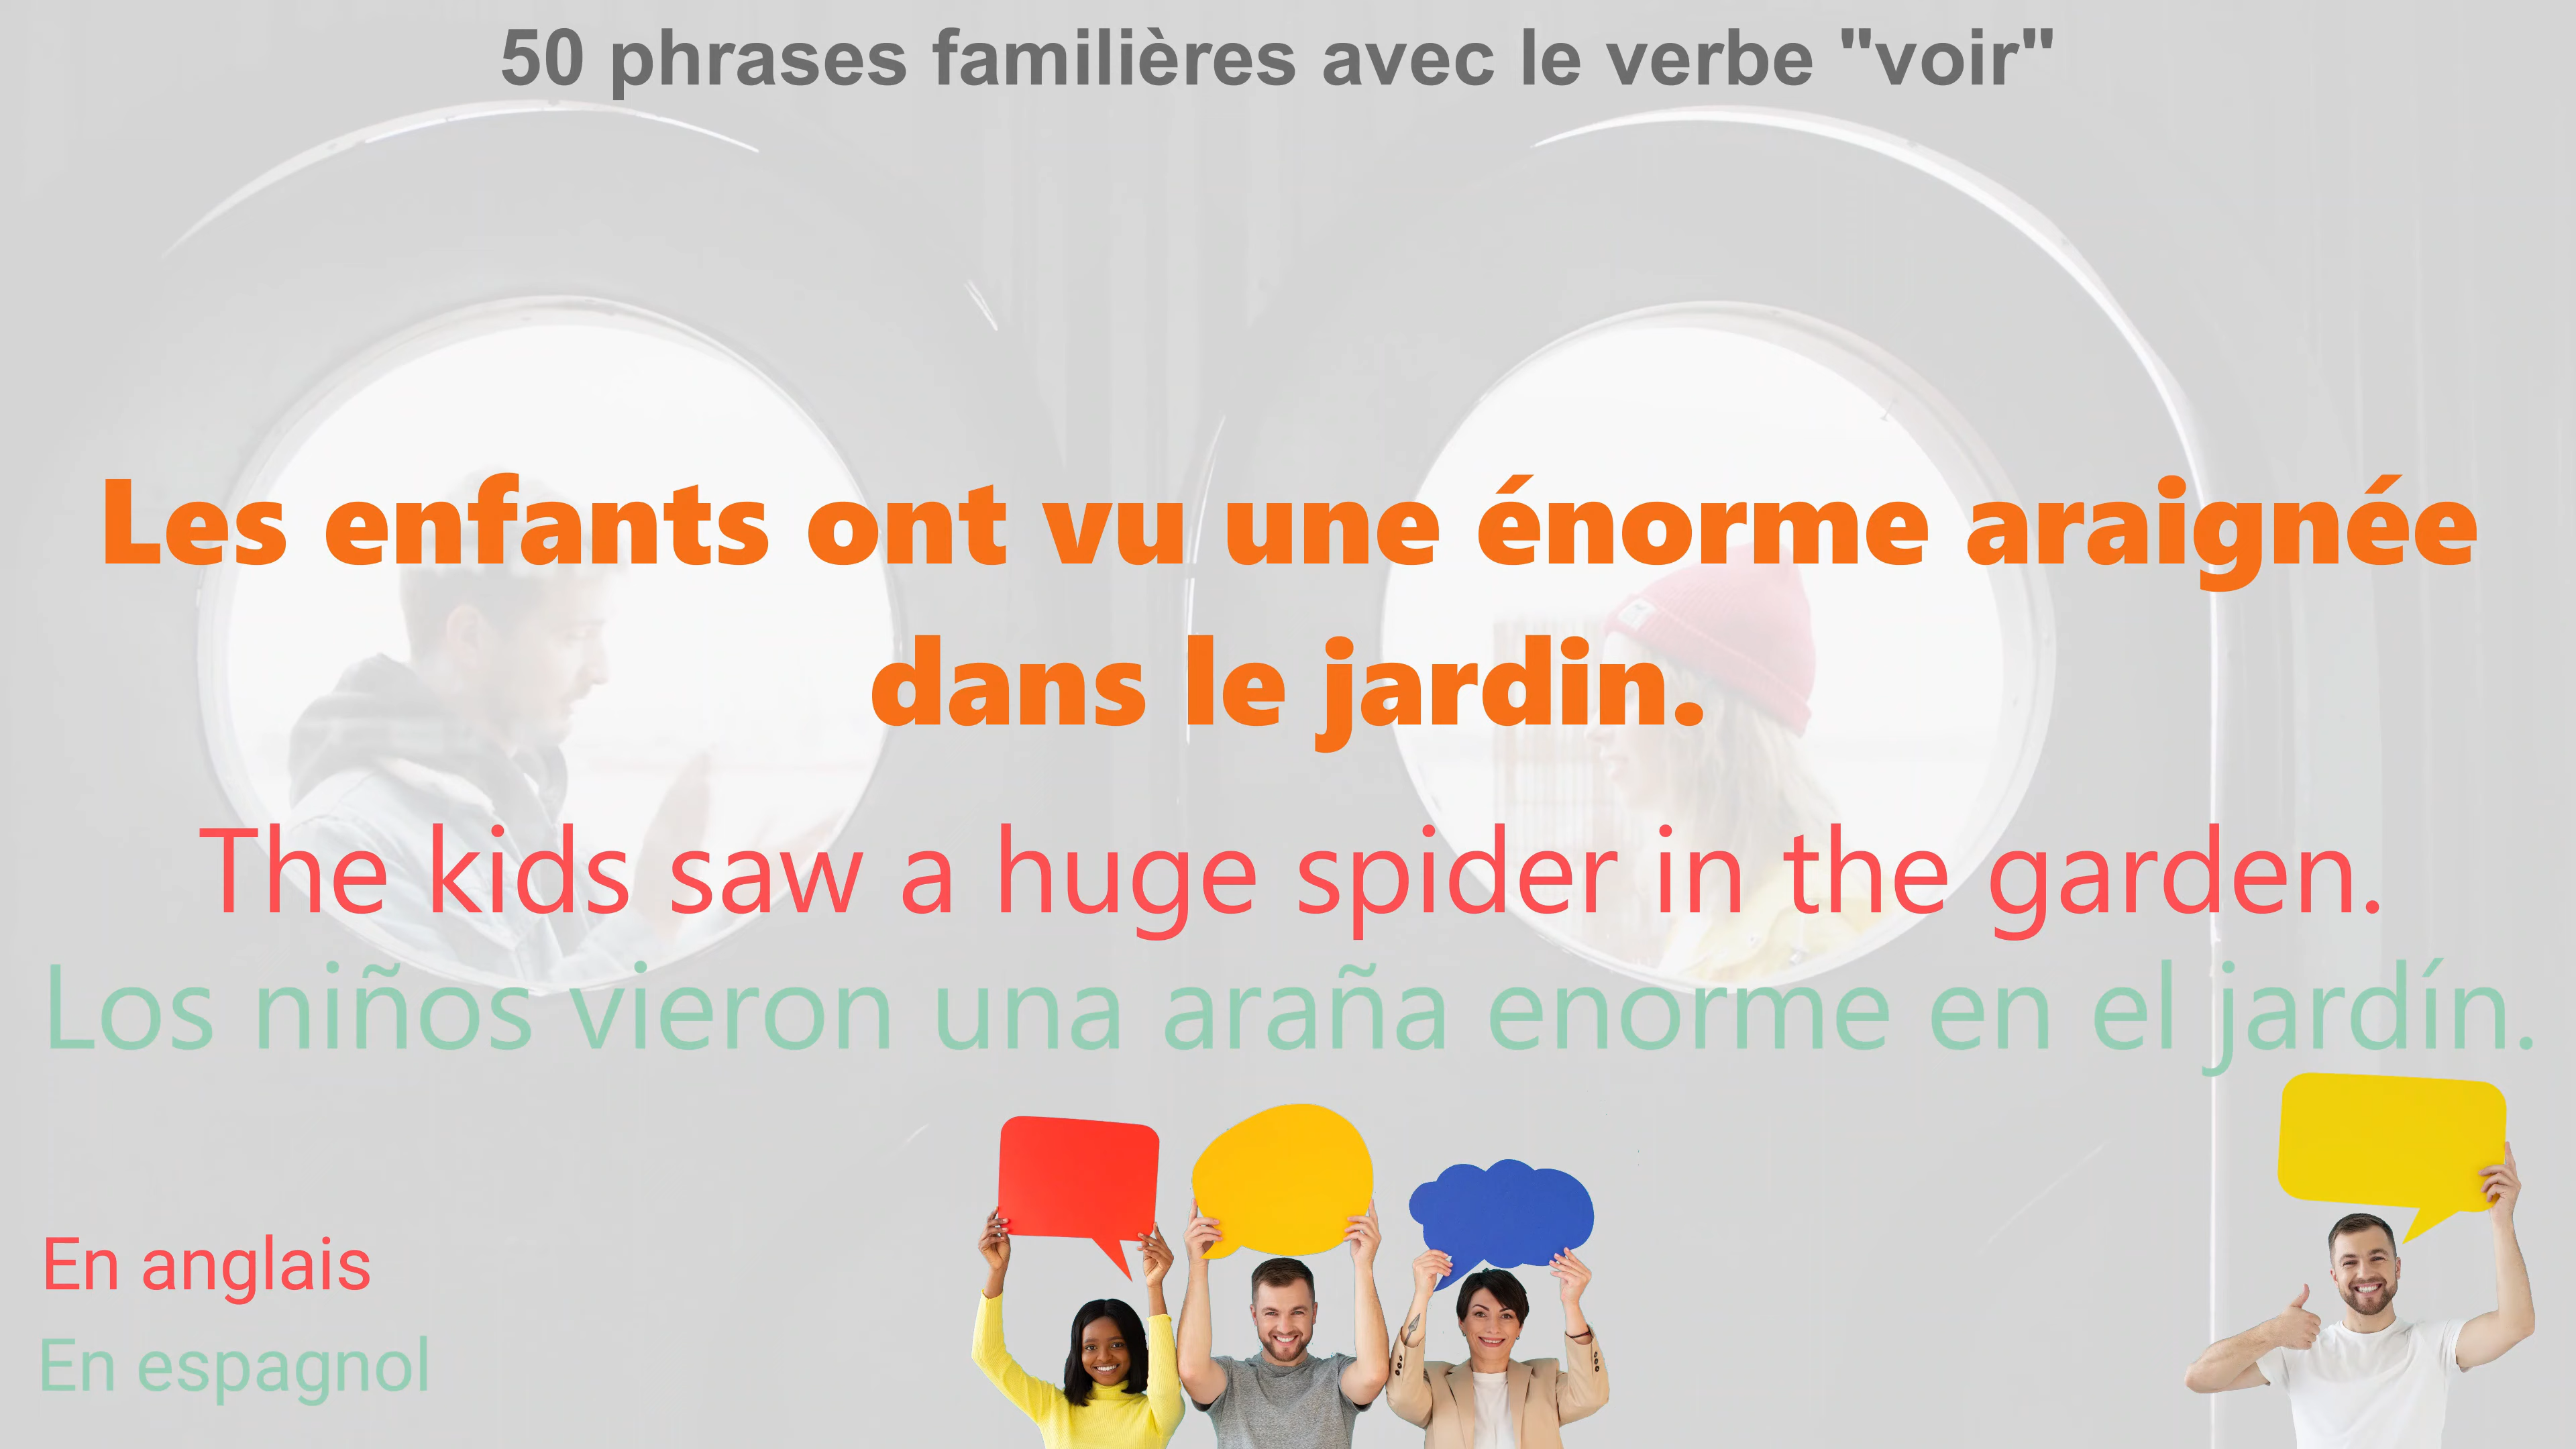 50 phrases familières avec le verbe "voir"
Les enfants ont vu une énorme araignée
dans le jardin.
The kids saw a huge spider in the garden.
Los niños vieron una araña enorme en el jardín.
En anglais
En espagnol